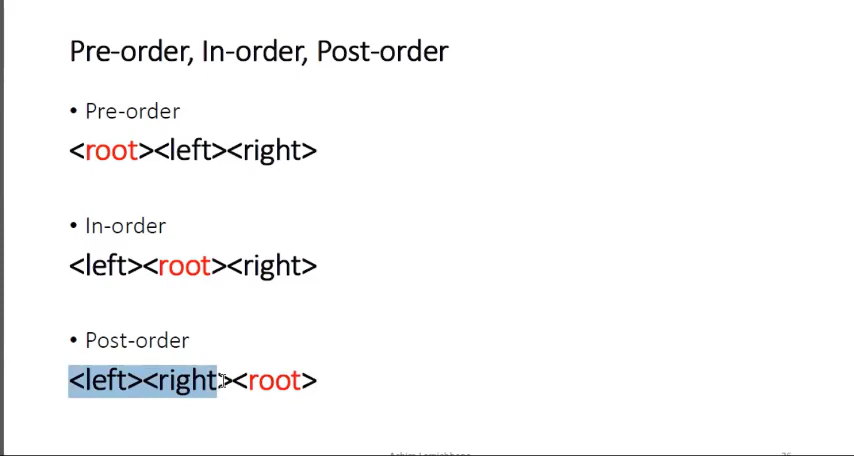 Pre-order, In-order, Post-order
• Pre-order
<root><left><right>
• In-order
<left><root><right>
• Post-order
<left><right><root>